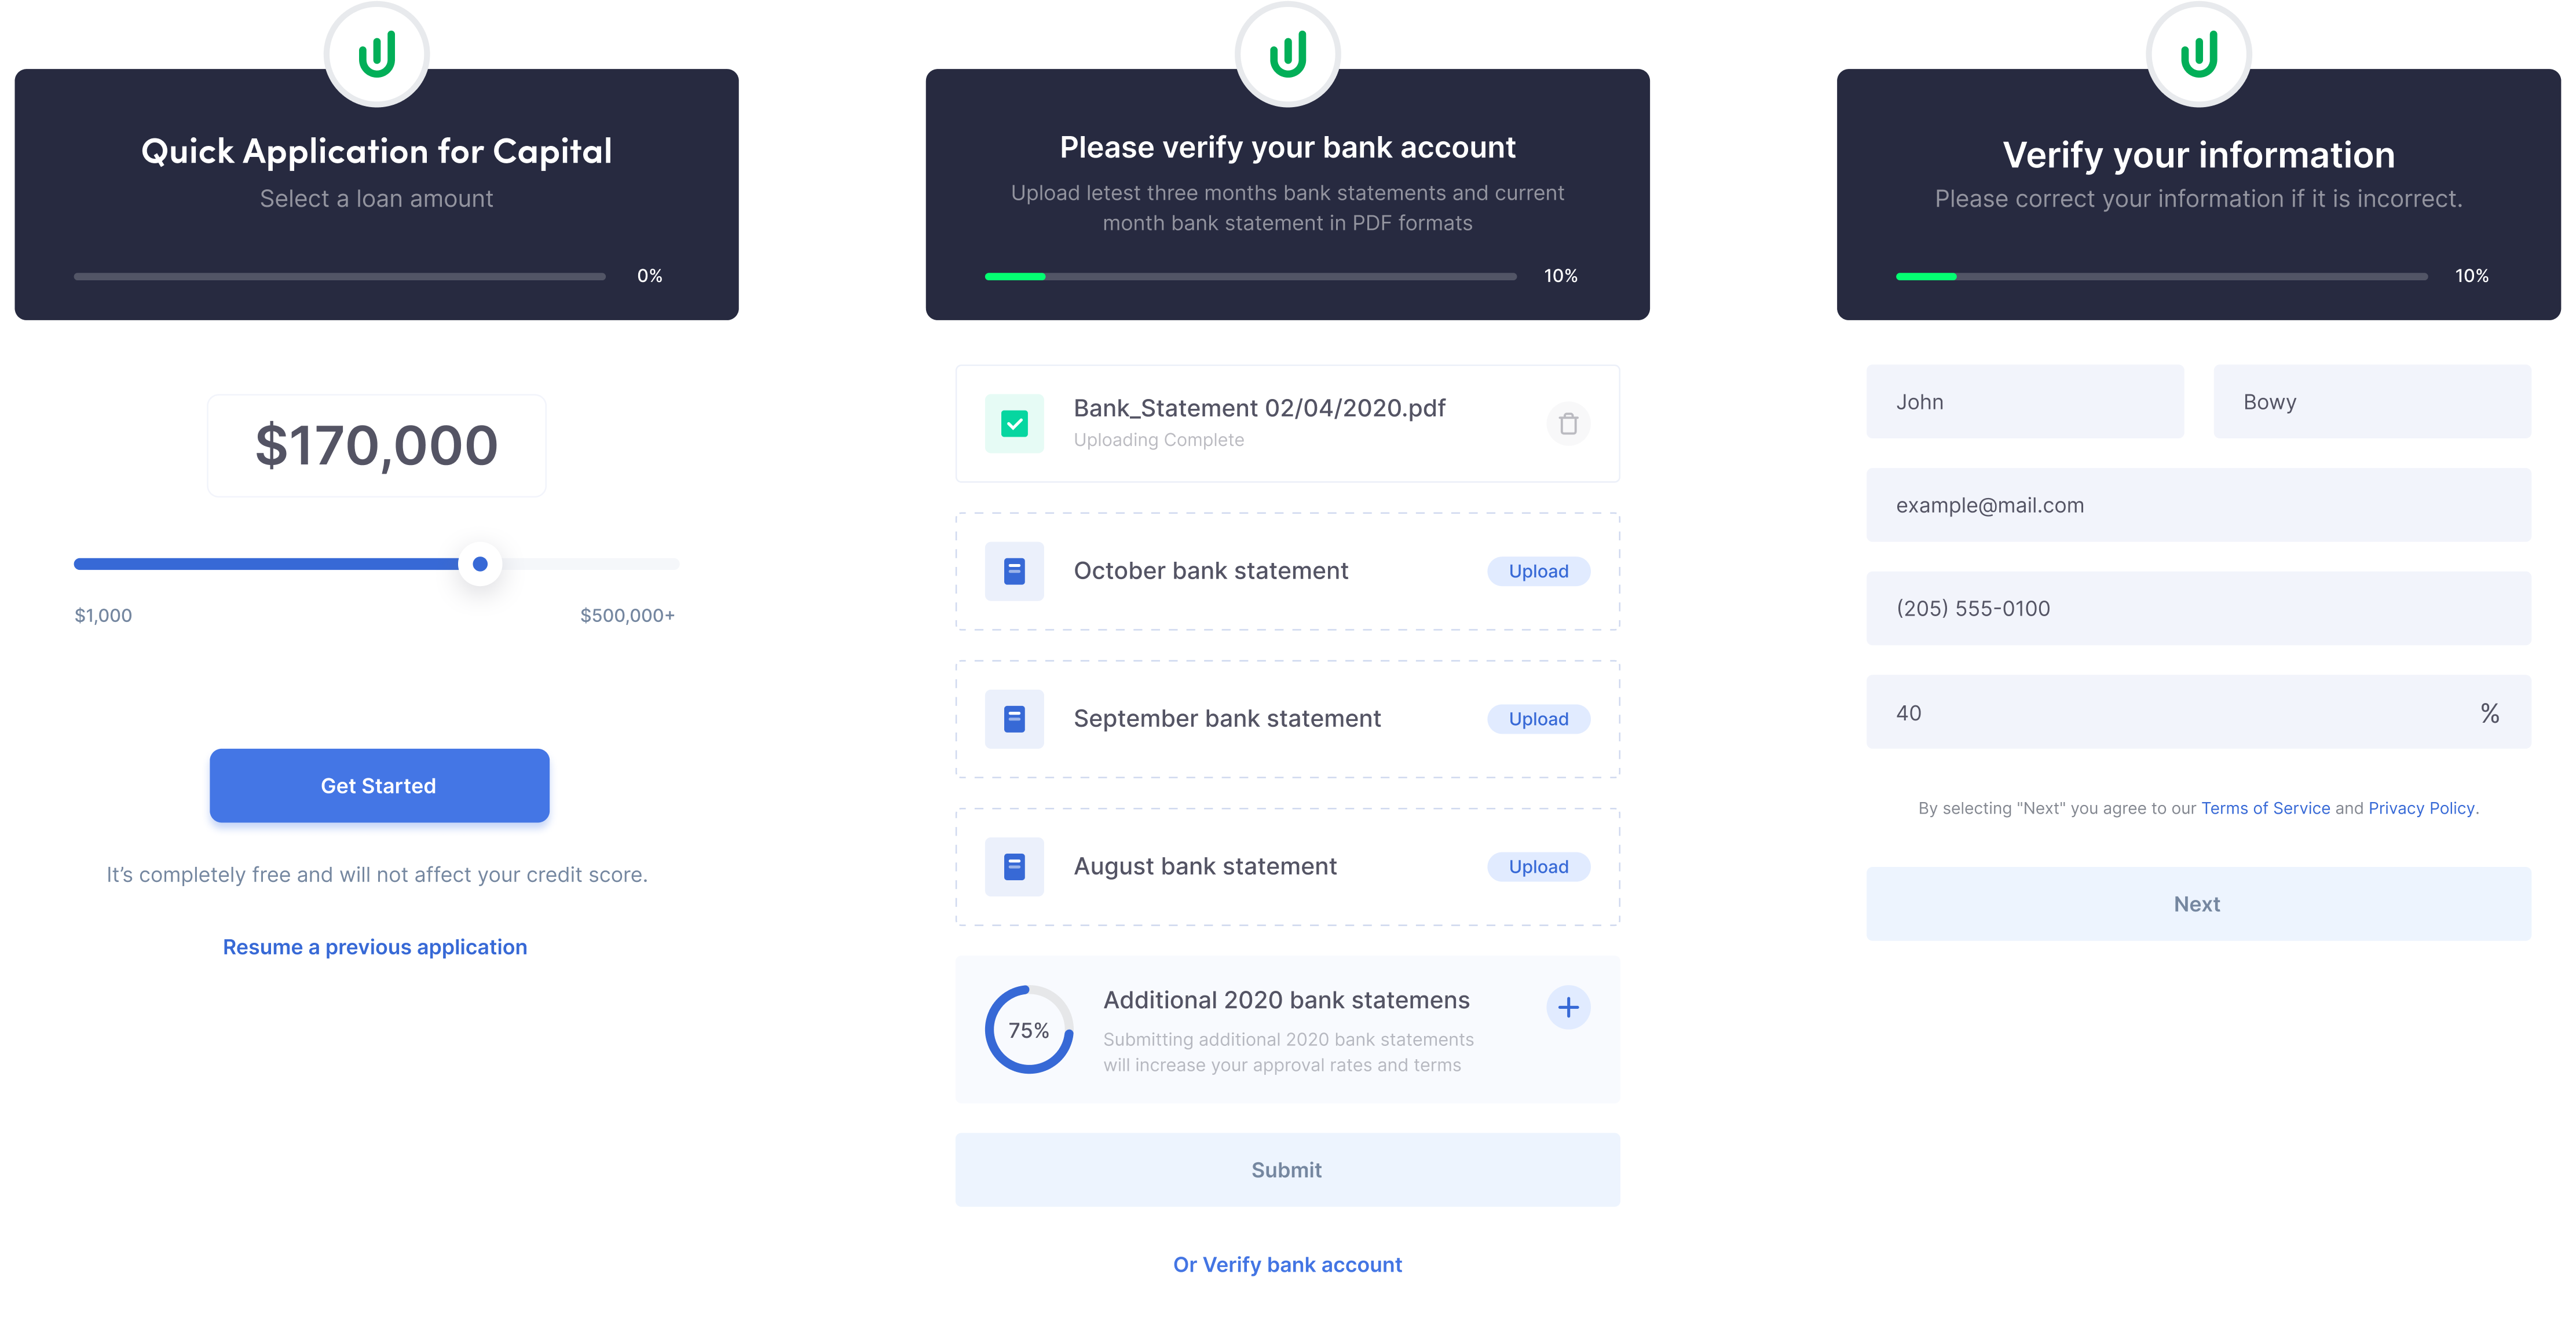 Quick Application for Capital
Select a loan amount
0%
$170,000
$1,000
$500,000+
Get Started
It’s completely free and will not affect your credit score.
Resume a previous application
Please verify your bank account
Upload letest three months bank statements and current
month bank statement in PDF formats
10%
Bank_Statement 02/04/2020.pdf
Uploading Complete
October bank statement
Upload
September bank statement
Upload
August bank statement
Upload
75%
Additional 2020 bank statemens
Submitting additional 2020 bank statements
will increase your approval rates and terms
Submit
Or Verify bank account
Verify your information
Please correct your information if it is incorrect.
10%
John
Bowy
example@mail.com
(205) 555-0100
40
%
By selecting "Next" you agree to our Terms of Service and Privacy Policy.
Next